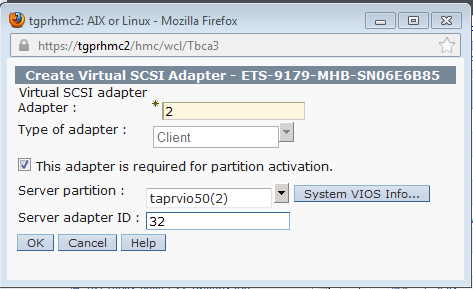 tgprhmc2: AIX or Linux - Mozilla Firefox
https://tgprhmc2/hmc/wcl/Tbca3
Create Virtual SCSI Adapter - ETS-9179-MHB-SN06E6B85
Virtual SCSI adapter
Adapter : * 2
Type of adapter : Client
This adapter is required for partition activation.
Server partition : taprvio50(2) System VIOS Info...
Server adapter ID : 32
OK Cancel Help